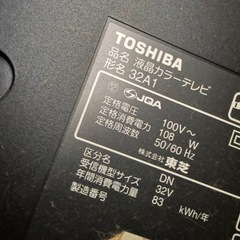 TOSHIBA
品名 液晶カラーテレビ
形名 32A1
JQA
定格電圧 100V～
定格消費電力 108 W
定格周波数 50/60 Hz
株式会社 東芝
区分名 DN
受信機型サイズ 32V
年間消費電力量 83 kWh/年
製造番号